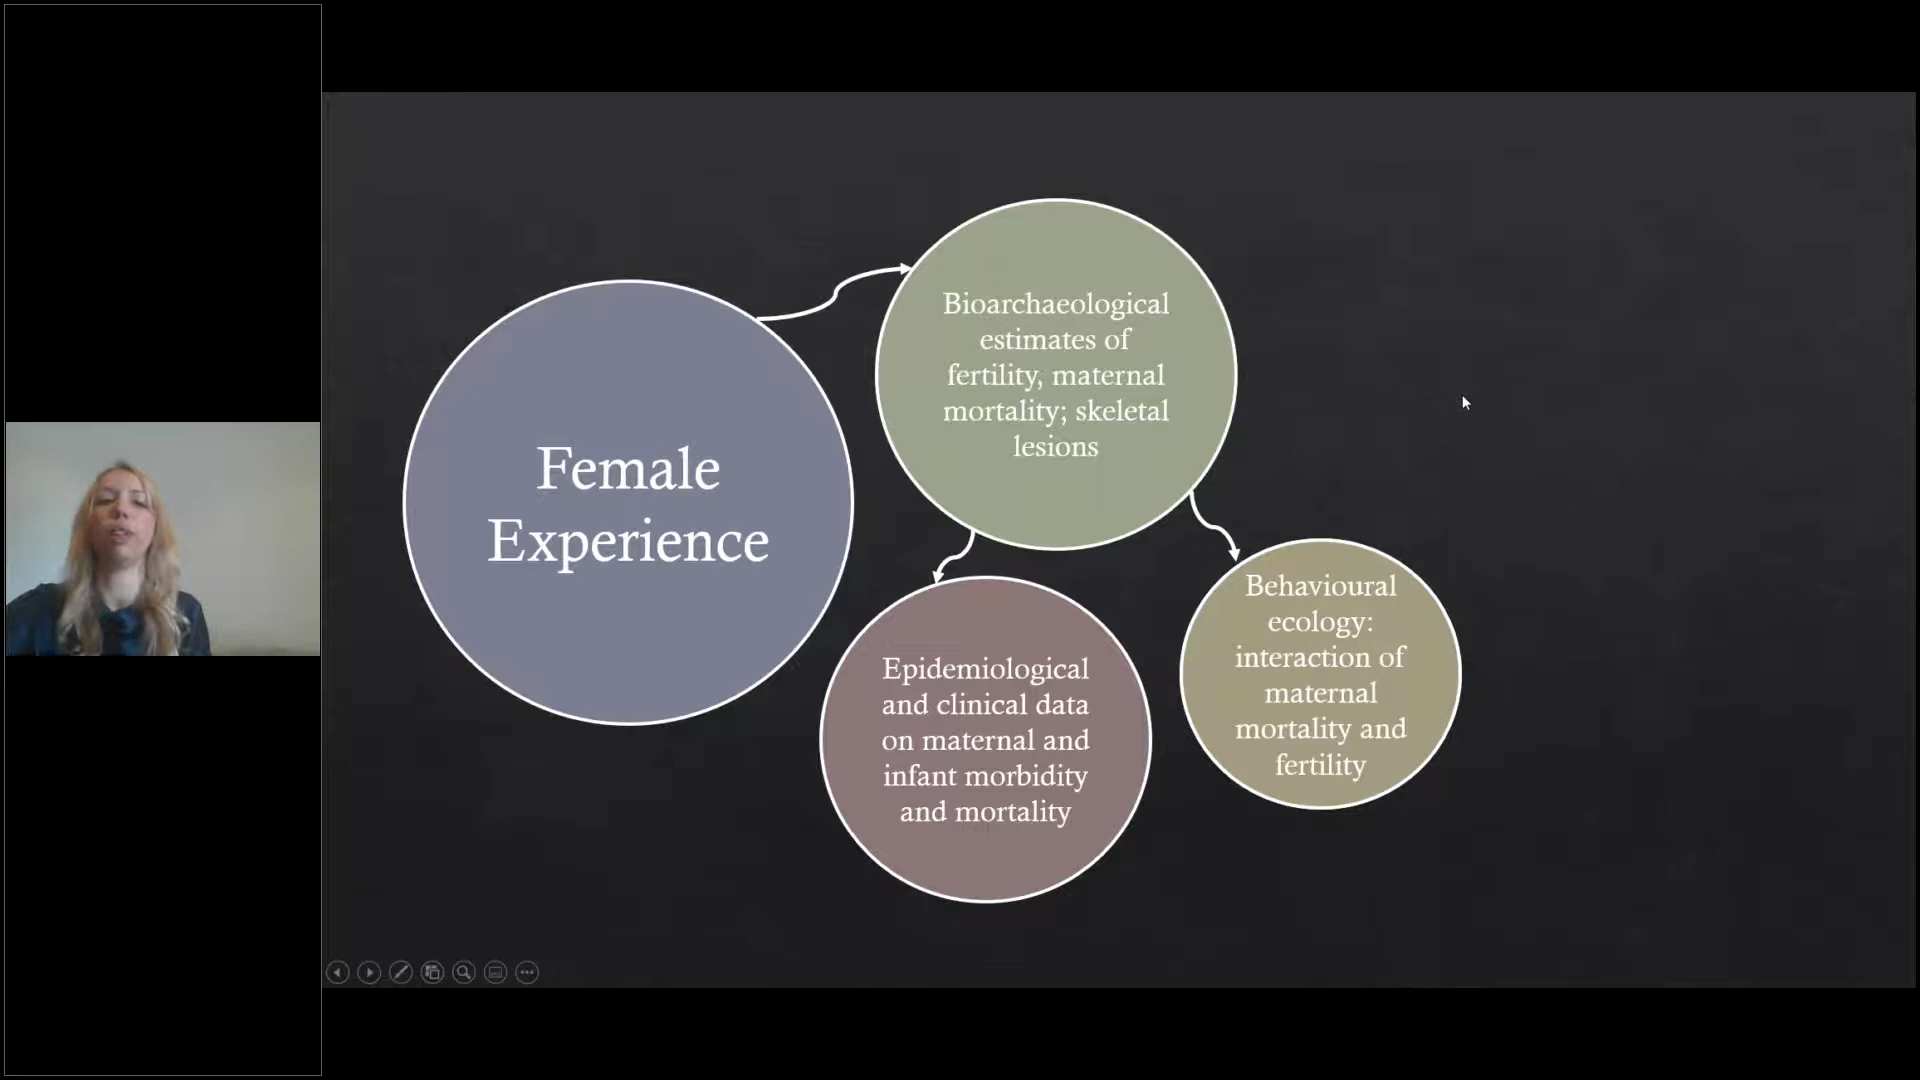 Female
Experience
Bioarchaeological
estimates of
fertility, maternal
mortality; skeletal
lesions
Epidemiological
and clinical data
on maternal and
infant morbidity
and mortality
Behavioural
ecology:
interaction of
maternal
mortality and
fertility